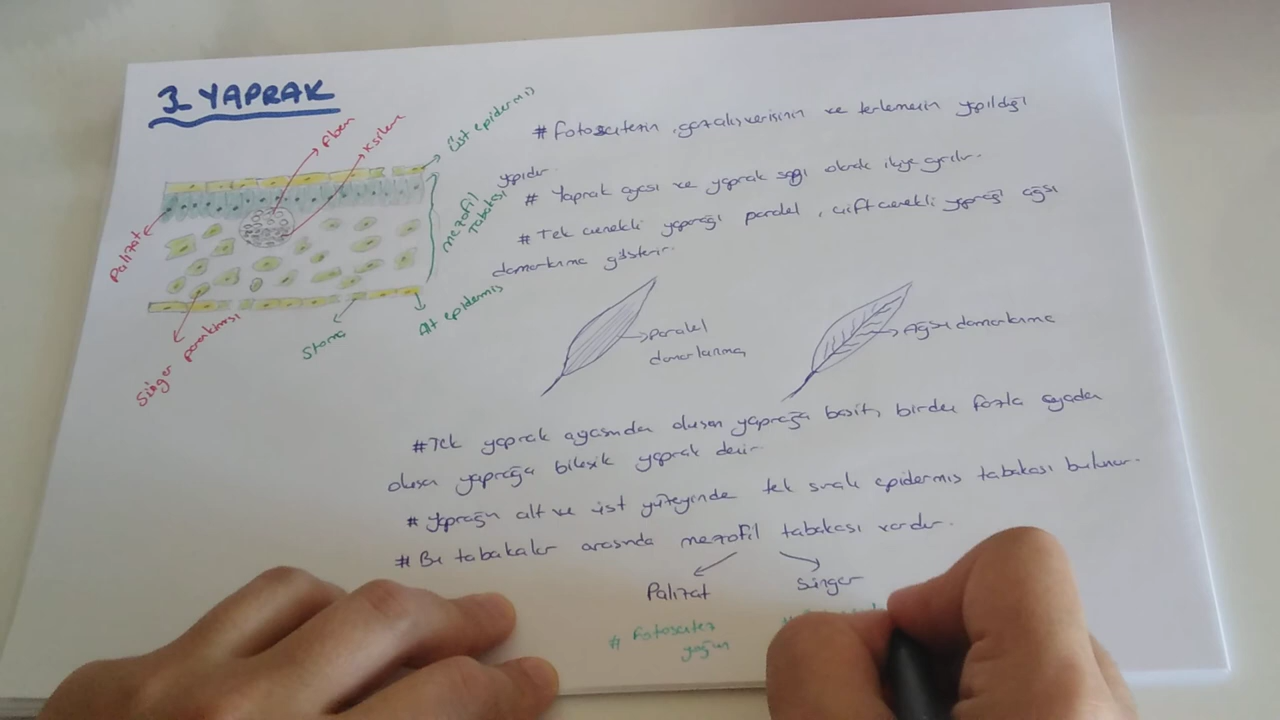 3. YAPRAK
Floem
Ksilem
Üst epidermis
Mezofil
Tabakası
Palizat
Sünger parankiması
Stoma
Alt epidermis
# Fotosentezin, gaz alışverişinin ve terlemenin yapıldığı
yapıdır.
# Yaprak ayası ve yaprak sapı olarak ikiye ayrılır.
# Tek çenekli yaprağı paralel, çift çenekli yaprağı ağsı
damarlanma gösterir.
Paralel
damarlanma
Ağsı damarlanma
# Tek yaprak ayasından oluşan yaprağa basit, birden fazla ayadan
oluşan yaprağa bileşik yaprak denir.
# Yaprağın alt ve üst yüzeyinde tek sıralı epidermis tabakası bulunur.
# Bu tabakalar arasında mezofil tabakası vardır.
Palizat
Sünger
# Fotosentez
yoğun
#